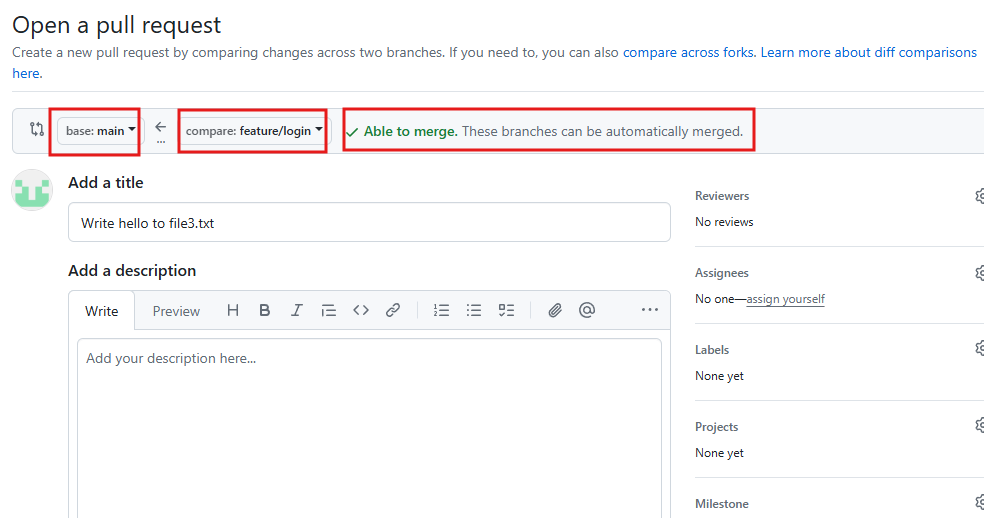 Open a pull request
Create a new pull request by comparing changes across two branches. If you need to, you can also compare across forks. Learn more about diff comparisons
here.
base: main
compare: feature/login
Able to merge. These branches can be automatically merged.
Add a title
Write hello to file3.txt
Add a description
Write
Preview
H B I
Add your description here...
Reviewers
No reviews
Assignees
No one—assign yourself
Labels
None yet
Projects
None yet
Milestone